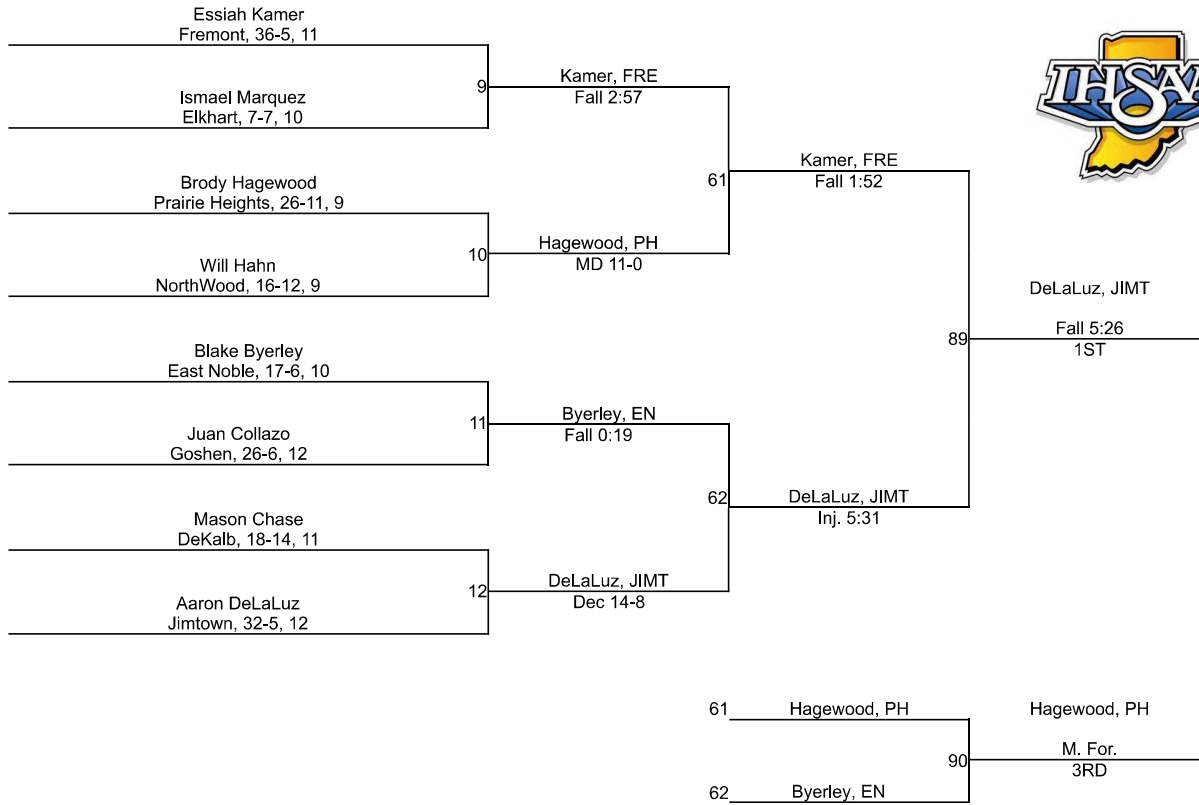 Essiah Kamer
Fremont, 36-5, 11
Ismael Marquez
Elkhart, 7-7, 10
9
Kamer, FRE
Fall 2:57
Brody Hagewood
Prairie Heights, 26-11, 9
Will Hahn
NorthWood, 16-12, 9
10
Hagewood, PH
MD 11-0
61
Kamer, FRE
Fall 1:52
Blake Byerley
East Noble, 17-6, 10
Juan Collazo
Goshen, 26-6, 12
11
Byerley, EN
Fall 0:19
Mason Chase
DeKalb, 18-14, 11
Aaron DeLaLuz
Jimtown, 32-5, 12
12
DeLaLuz, JIMT
Dec 14-8
62
DeLaLuz, JIMT
Inj. 5:31
89
DeLaLuz, JIMT
Fall 5:26
1ST
IHSAA
61
Hagewood, PH
62
Byerley, EN
90
Hagewood, PH
M. For.
3RD